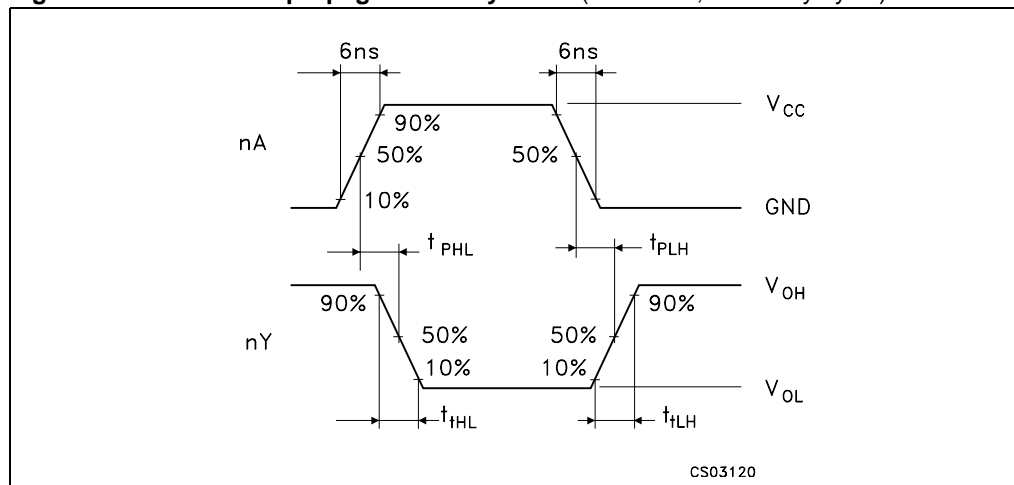 6ns 6ns
V_CC
90%
nA
50% 50%
10%
GND
t_PHL t_PLH
V_OH
90% 90%
50% 50%
nY
10% 10%
V_OL
t_tHL t_tLH
CS03120